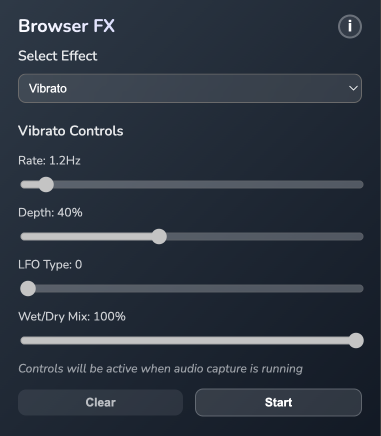 Browser FX
i
Select Effect
Vibrato
Vibrato Controls
Rate: 1.2Hz
Depth: 40%
LFO Type: 0
Wet/Dry Mix: 100%
Controls will be active when audio capture is running
Clear
Start